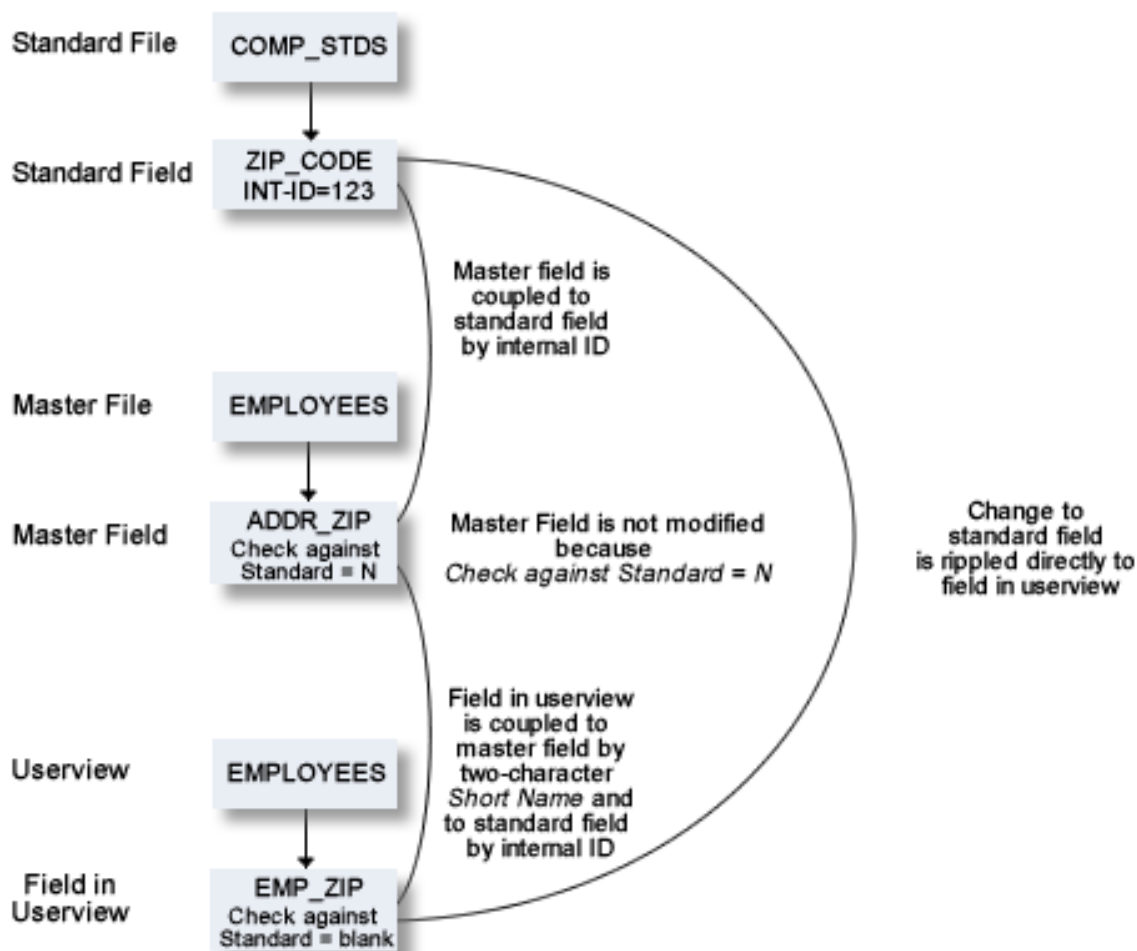 Standard File
COMP_STDS
Standard Field
ZIP_CODE
INT-ID=123
Master field is
coupled to
standard field
by internal ID
Master File
EMPLOYEES
Master Field
ADDR_ZIP
Check against
Standard = N
Master Field is not modified
because
Check against Standard = N
Change to
standard field
is rippled directly to
field in userview
Field in userview
is coupled to
master field by
two-character
Short Name and
to standard field
by internal ID
Userview
EMPLOYEES
Field in
Userview
EMP_ZIP
Check against
Standard = blank